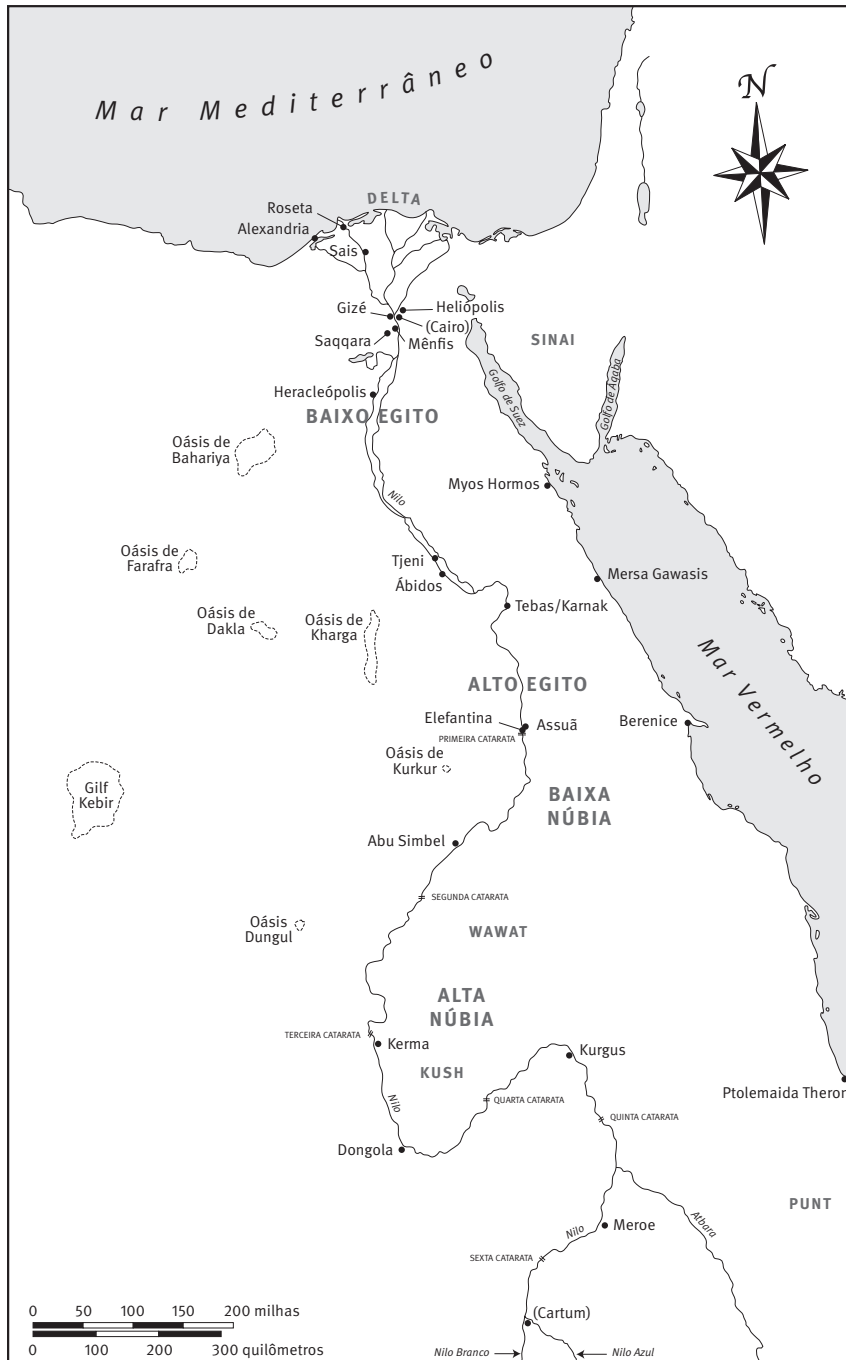 N
Mar Mediterrâneo
DELTA
Roseta
Alexandria
Sais
Gizé
Heliópolis
(Cairo)
Saqqara
Mênfis
SINAI
Golfo de Suez
Golfo de Aqaba
Heracleópolis
BAIXO EGITO
Oásis de
Bahariya
Nilo
Myos Hormos
Oásis de
Farafra
Tjeni
Ábidos
Mersa Gawasis
Oásis de
Dakla
Oásis de
Kharga
Tebas/Karnak
Mar Vermelho
ALTO EGITO
Elefantina
Assuã
PRIMEIRA CATARATA
Berenice
Oásis de
Kurkur
Gilf
Kebir
BAIXA
NÚBIA
Abu Simbel
SEGUNDA CATARATA
Oásis
Dungul
WAWAT
ALTA
NÚBIA
TERCEIRA CATARATA
Kerma
Kurgus
KUSH
Ptolemaida Theron
Nilo
QUARTA CATARATA
QUINTA CATARATA
Dongola
PUNT
Atbara
Meroe
Nilo
SEXTA CATARATA
(Cartum)
0 50 100 150 200 milhas
0 100 200 300 quilômetros
Nilo Branco
Nilo Azul